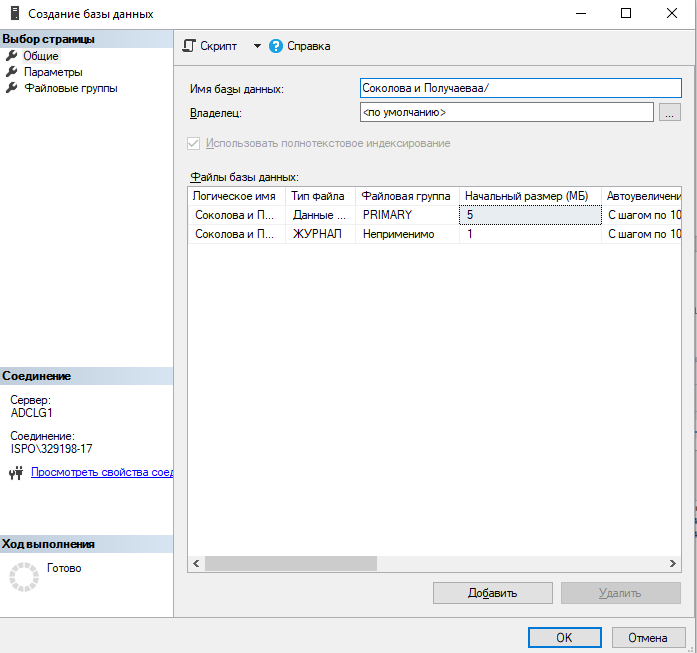 Создание базы данных
Выбор страницы
Общие
Параметры
Файловые группы
Скрипт
Справка
Имя базы данных: Соколова и Получаеваа/
Владелец: <по умолчанию> ...
Использовать полнотекстовое индексирование
Файлы базы данных:
Логическое имя Тип файла Файловая группа Начальный размер (МБ) Автоувеличени
Соколова и П... Данные ... PRIMARY 5 С шагом по 10
Соколова и П... ЖУРНАЛ Неприменимо 1 С шагом по 10
Соединение
Сервер:
ADCLG1
Соединение:
ISPO\329198-17
Просмотреть свойства соед
Ход выполнения
Готово
Добавить Удалить
OK Отмена